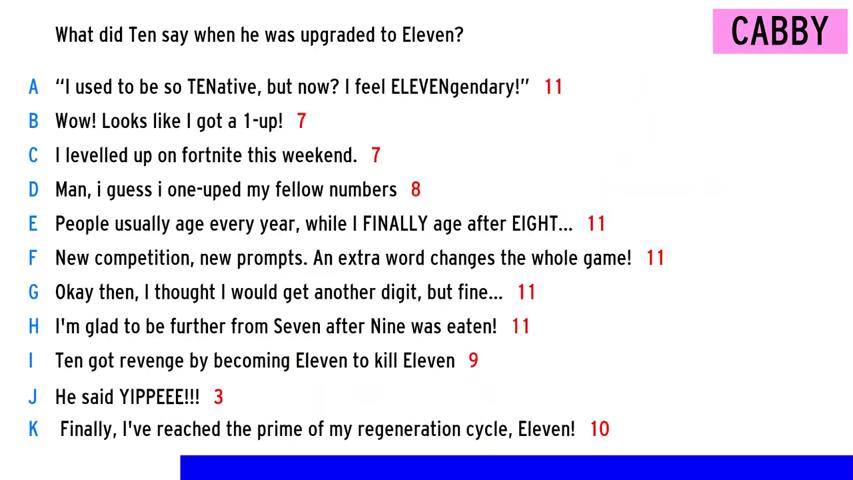 What did Ten say when he was upgraded to Eleven?
CABBY
A “I used to be so TENative, but now? I feel ELEVENgendary!” 11
B Wow! Looks like I got a 1-up! 7
C I levelled up on fortnite this weekend. 7
D Man, i guess i one-uped my fellow numbers 8
E People usually age every year, while I FINALLY age after EIGHT... 11
F New competition, new prompts. An extra word changes the whole game! 11
G Okay then, I thought I would get another digit, but fine... 11
H I'm glad to be further from Seven after Nine was eaten! 11
I Ten got revenge by becoming Eleven to kill Eleven 9
J He said YIPPEEE!!! 3
K Finally, I've reached the prime of my regeneration cycle, Eleven! 10